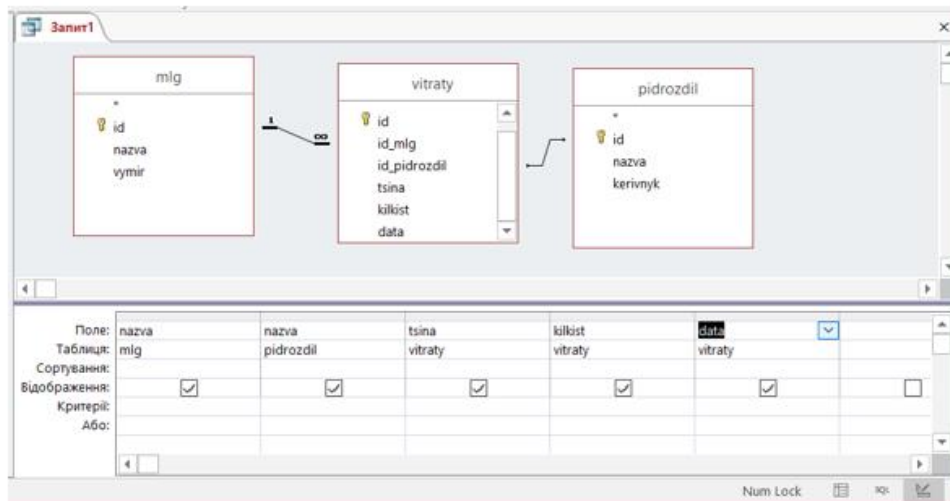 Запит1
mlg
*
id
nazva
vymir
1
∞
vitraty
id
id_mlg
id_pidrozdil
tsina
kilkist
data
pidrozdil
*
id
nazva
kerivnyk
Поле: nazva nazva tsina kilkist data
Таблиця: mlg pidrozdil vitraty vitraty vitraty
Сортування:
Відображення:
Критерії:
Або:
Num Lock SQL